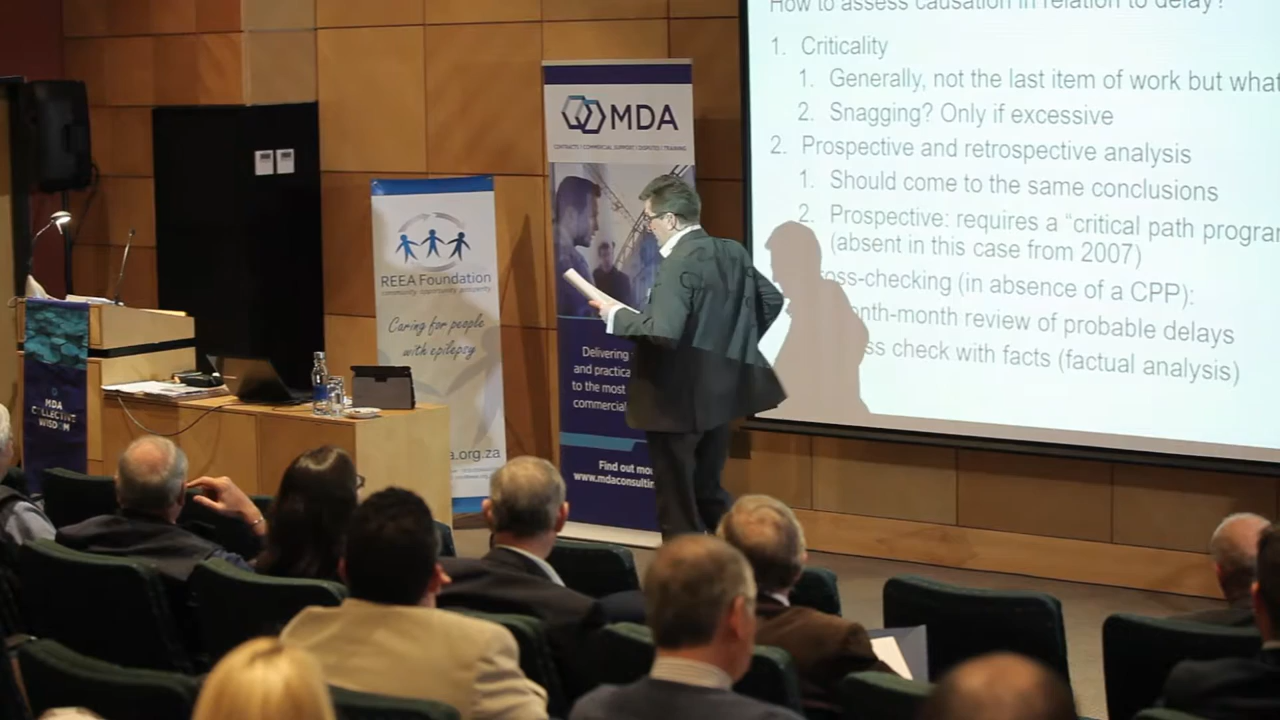 How to assess causation in relation to delay?
1. Criticality
1. Generally, not the last item of work but what
2. Snagging? Only if excessive
2. Prospective and retrospective analysis
1. Should come to the same conclusions
2. Prospective: requires a “critical path program
(absent in this case from 2007)
oss-checking (in absence of a CPP):
onth-month review of probable delays
ss check with facts (factual analysis)
MDA
CONTRACTS | COMMERCIAL SUPPORT | DISPUTES | TRAINING
Delivering
and practica
to the most
commercial
Find out mo
www.mdaconsultin
REEA Foundation
community opportunity prosperity
Caring for people
with epilepsy
a.org.za
MDA
COLLECTIVE
WISDOM